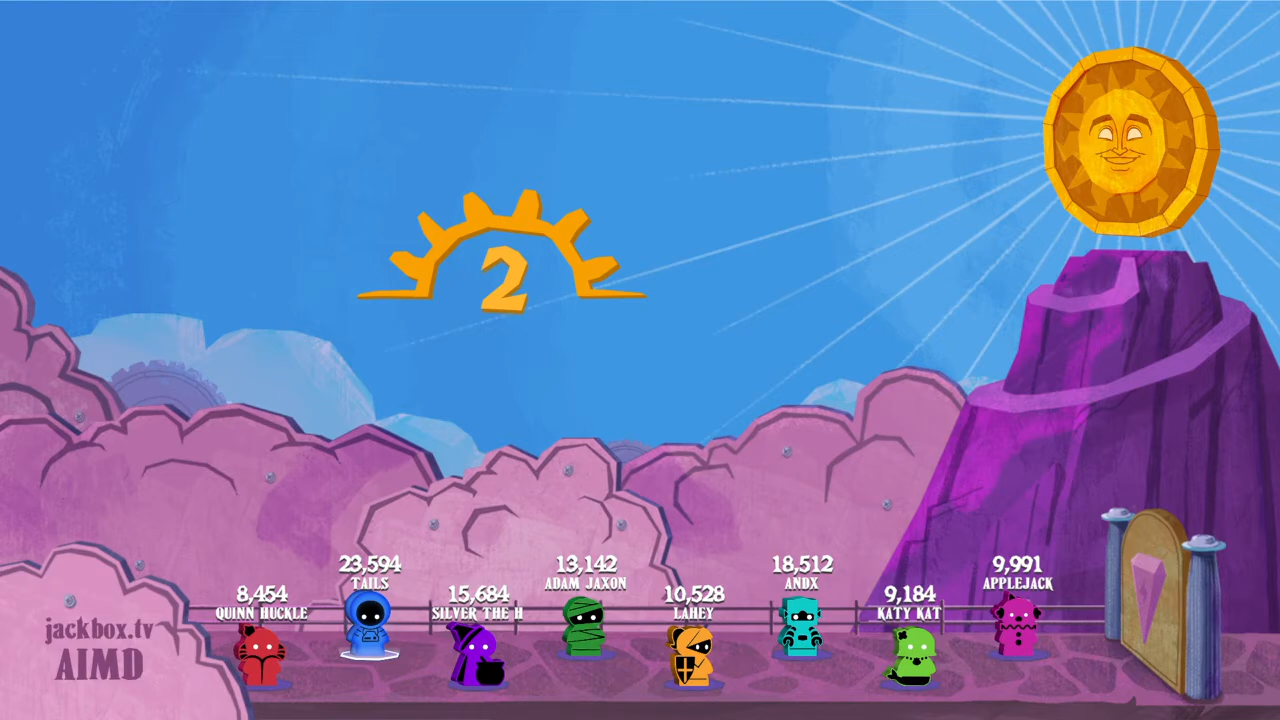 2
23,594
TAILS
13,142
ADAM JAXON
18,512
ANDX
9,991
APPLEJACK
8,454
QUINN HUCKLE
15,684
SILVER THE H
10,528
LAHEY
9,184
KATY KAT
jackbox.tv
AIMD